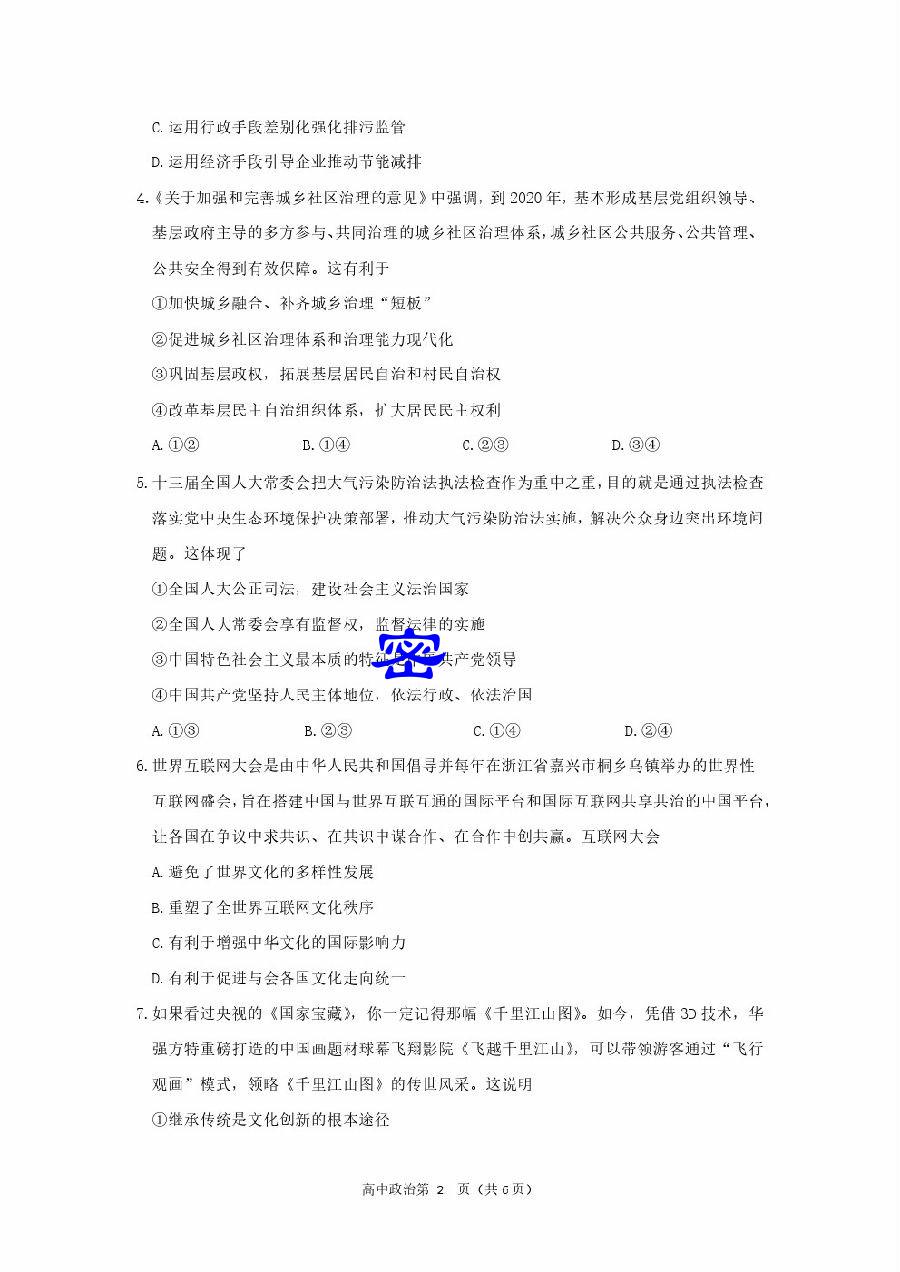 C. 运用行政手段差别化强化排污监管
D. 运用经济手段引导企业推动节能减排
4.《关于加强和完善城乡社区治理的意见》中强调，到 2020 年，基本形成基层党组织领导、
基层政府主导的多方参与、共同治理的城乡社区治理体系，城乡社区公共服务、公共管理、
公共安全得到有效保障。这有利于
①加快城乡融合、补齐城乡治理“短板”
②促进城乡社区治理体系和治理能力现代化
③巩固基层政权，拓展基层居民自治和村民自治权
④改革基层民主自治组织体系，扩大居民民主权利
A. ①② B. ①④ C. ②③ D. ③④
5. 十三届全国人大常委会把大气污染防治法执法检查作为重中之重，目的就是通过执法检查
落实党中央生态环境保护决策部署，推动大气污染防治法实施，解决公众身边突出环境问
题。这体现了
①全国人大公正司法，建设社会主义法治国家
②全国人大常委会享有监督权，监督法律的实施
③中国特色社会主义最本质的特征是中国共产党领导
密
④中国共产党坚持人民主体地位，依法行政、依法治国
A. ①③ B. ②③ C. ①④ D. ②④
6. 世界互联网大会是由中华人民共和国倡导并每年在浙江省嘉兴市桐乡乌镇举办的世界性
互联网盛会，旨在搭建中国与世界互联互通的国际平台和国际互联网共享共治的中国平台，
让各国在争议中求共识、在共识中谋合作、在合作中创共赢。互联网大会
A. 避免了世界文化的多样性发展
B. 重塑了全世界互联网文化秩序
C. 有利于增强中华文化的国际影响力
D. 有利于促进与会各国文化走向统一
7. 如果看过央视的《国家宝藏》，你一定记得那幅《千里江山图》。如今，凭借 3D 技术，华
强方特重磅打造的中国画题材球幕飞翔影院《飞越千里江山》，可以带领游客通过“飞行
观画”模式，领略《千里江山图》的传世风采。这说明
①继承传统是文化创新的根本途径
高中政治第 2 页（共 6 页）